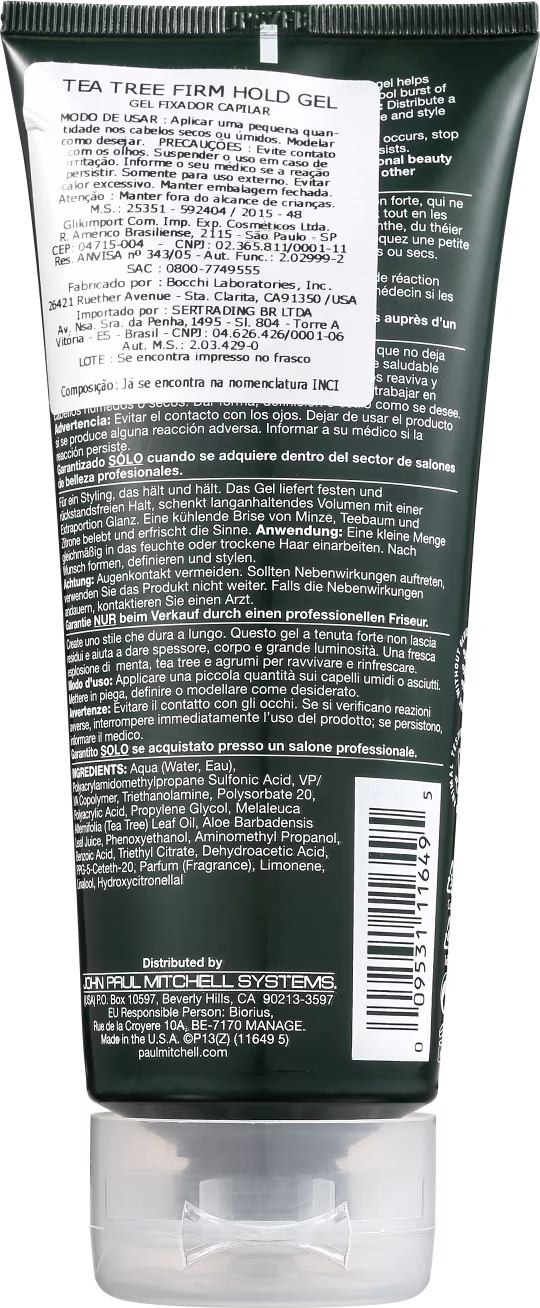 TEA TREE FIRM HOLD GEL
GEL FIXADOR CAPILAR
MODO DE USAR : Aplicar uma pequena quan-
tidade nos cabelos secos ou úmidos. Modelar
como desejar. PRECAUÇÕES : Evite contato
com os olhos. Suspender o uso em caso de
irritação. Informe o seu médico se a reação
persistir. Somente para uso externo. Evitar
calor excessivo. Manter embalagem fechada.
Atenção : Manter fora do alcance de crianças.
M.S.: 25351 - 592404 / 2015 - 48
Glikimport Com. Imp. Exp. Cosméticos Ltda.
R. Américo Brasiliense, 2115 - São Paulo - SP
CEP: 04715-004 - CNPJ: 02.365.811/0001-11
Res. ANVISA nº 343/05 - Aut. Func.: 2.02999-2
SAC : 0800-7749555
Fabricado por : Bocchi Laboratories, Inc.
26421 Ruether Avenue - Sta. Clarita, CA91350 /USA
Importado por : SERTRADING BR LTDA
Av. Nsa. Sra. da Penha,1495 - Sl. 804 - Torre A
Vitória - ES - Brasil - CNPJ: 04.626.426/0001-06
Aut. M.S.: 2.03.429-0
LOTE : Se encontra impresso no frasco
Composição: Já se encontra na nomenclatura INCI
gel helps
ool burst of
: Distribute a
e and style
occurs, stop
sists.
onal beauty
other
n forte, qui ne
t tout en les
nthe, du théier
quez une petite
s ou secs.
de réaction
médecin si les
s auprès d'un
que no deja
e saludable
s reaviva y
trabajar en
cabellos húmedos o secos. Dar forma, como se desee.
Advertencia: Evitar el contacto con los ojos. Dejar de usar el producto
si se produce alguna reacción adversa. Informar a su médico si la
reacción persiste.
Garantizado SÓLO cuando se adquiere dentro del sector de salones
de belleza profesionales.
Für ein Styling, das hält und hält. Das Gel liefert festen und
rückstandsfreien Halt, schenkt langanhaltendes Volumen mit einer
Extraportion Glanz. Eine kühlende Brise von Minze, Teebaum und
Zitrone belebt und erfrischt die Sinne. Anwendung: Eine kleine Menge
gleichmäßig in das feuchte oder trockene Haar einarbeiten. Nach
Wunsch formen, definieren und stylen.
Achtung: Augenkontakt vermeiden. Sollten Nebenwirkungen auftreten,
verwenden Sie das Produkt nicht weiter. Falls die Nebenwirkungen
andauern, kontaktieren Sie einen Arzt.
Garantie NUR beim Verkauf durch einen professionellen Friseur.
Create uno stile che dura a lungo. Questo gel a tenuta forte non lascia
residui e aiuta a dare spessore, corpo e grande luminosità. Una fresca
esplosione di menta, tea tree e agrumi per ravvivare e rinfrescare.
Modo d'uso: Applicare una piccola quantità sui capelli umidi o asciutti.
Mettere in piega, definire o modellare come desiderato.
Avvertenze: Evitare il contatto con gli occhi. Se si verificano reazioni
avverse, interrompere immediatamente l'uso del prodotto; se persistono,
informare il medico.
Garantito SOLO se acquistato presso un salone professionale.
INGREDIENTS: Aqua (Water, Eau),
Polyacrylamidomethylpropane Sulfonic Acid, VP/
VA Copolymer, Triethanolamine, Polysorbate 20,
Polyacrylic Acid, Propylene Glycol, Melaleuca
Alternifolia (Tea Tree) Leaf Oil, Aloe Barbadensis
Leaf Juice, Phenoxyethanol, Aminomethyl Propanol,
Benzoic Acid, Triethyl Citrate, Dehydroacetic Acid,
PPG-5-Ceteth-20, Parfum (Fragrance), Limonene,
Linalool, Hydroxycitronellal
0 09531 11649 5
Distributed by
JOHN PAUL MITCHELL SYSTEMS.
(USA) P.O. Box 10597, Beverly Hills, CA 90213-3597
EU Responsible Person: Biorius,
Rue de la Croyere 10A, BE-7170 MANAGE.
Made in the U.S.A. ©P13(Z) (11649 5)
paulmitchell.com